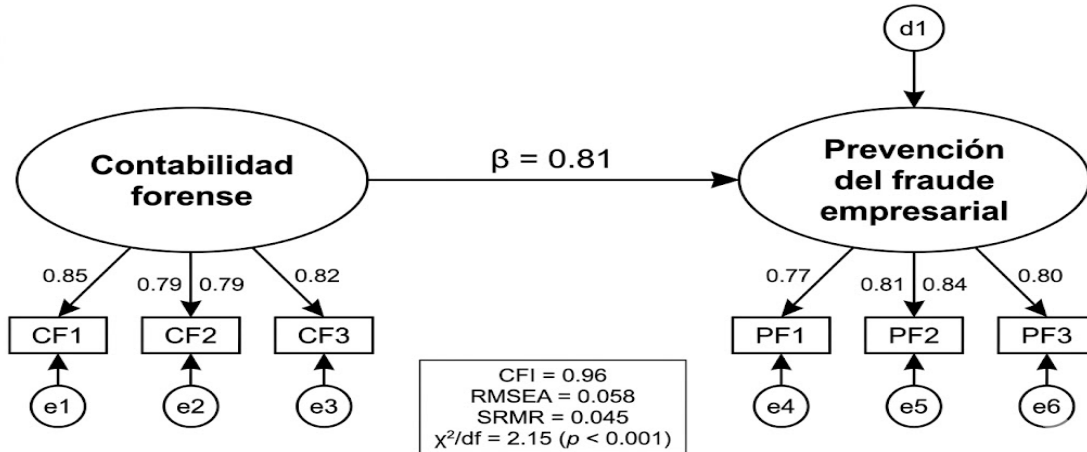 d1
Contabilidad
forense
β = 0.81
Prevención
del fraude
empresarial
0.85
0.79
0.79
0.82
0.77
0.81
0.84
0.80
CF1
CF2
CF3
PF1
PF2
PF3
e1
e2
e3
e4
e5
e6
CFI = 0.96
RMSEA = 0.058
SRMR = 0.045
χ²/df = 2.15 (p < 0.001)